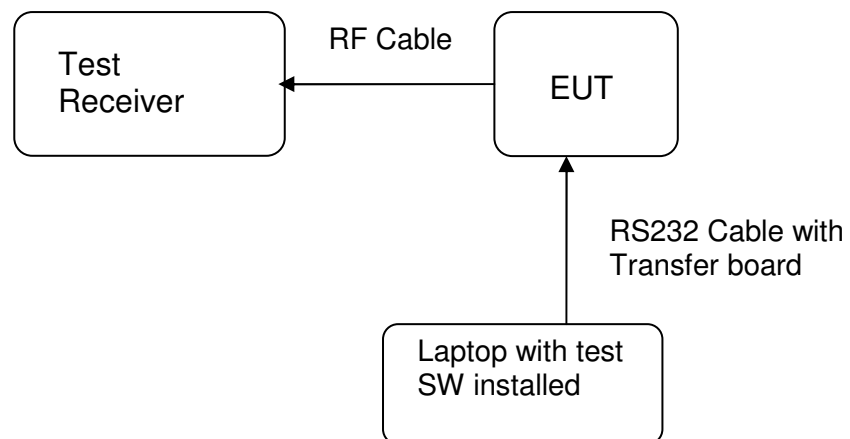 Test
Receiver
RF Cable
EUT
RS232 Cable with
Transfer board
Laptop with test
SW installed